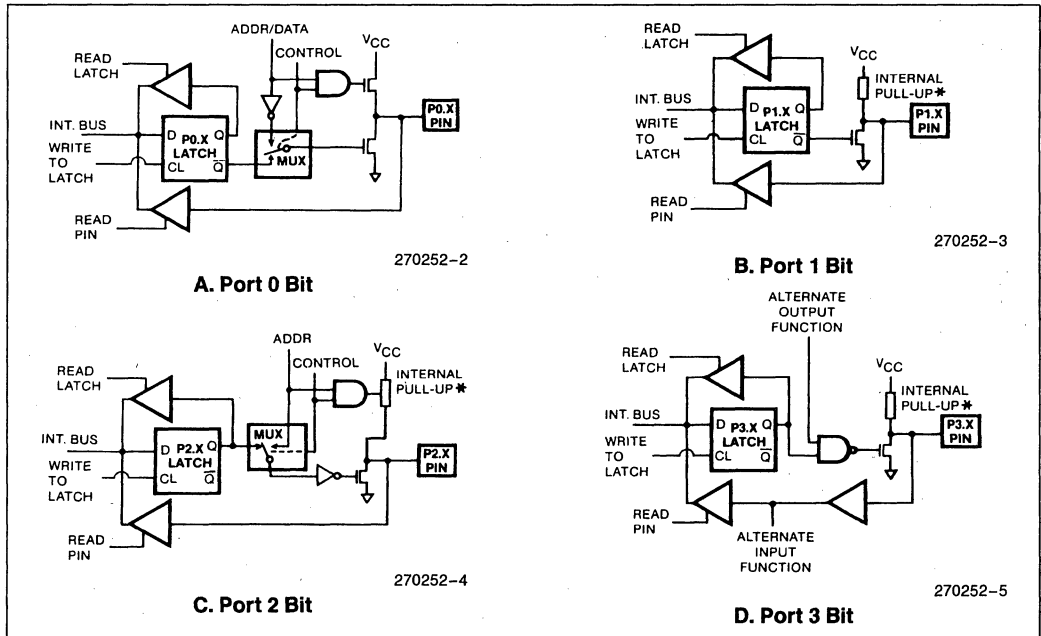 ADDR/DATA
CONTROL
VCC
READ
LATCH
INT. BUS
WRITE
TO
LATCH
D P0.X Q
LATCH
CL Q
MUX
P0.X
PIN
READ
PIN
270252–2
A. Port 0 Bit
READ
LATCH
VCC
INTERNAL
PULL-UP*
INT. BUS
WRITE
TO
LATCH
D P1.X Q
LATCH
CL Q
P1.X
PIN
READ
PIN
270252–3
B. Port 1 Bit
ADDR
CONTROL
VCC
INTERNAL
PULL-UP*
READ
LATCH
INT. BUS
WRITE
TO
LATCH
D P2.X Q
LATCH
CL Q
MUX
P2.X
PIN
READ
PIN
270252–4
C. Port 2 Bit
ALTERNATE
OUTPUT
FUNCTION
READ
LATCH
VCC
INTERNAL
PULL-UP*
INT. BUS
WRITE
TO
LATCH
D P3.X Q
LATCH
CL Q
P3.X
PIN
READ
PIN
ALTERNATE
INPUT
FUNCTION
270252–5
D. Port 3 Bit